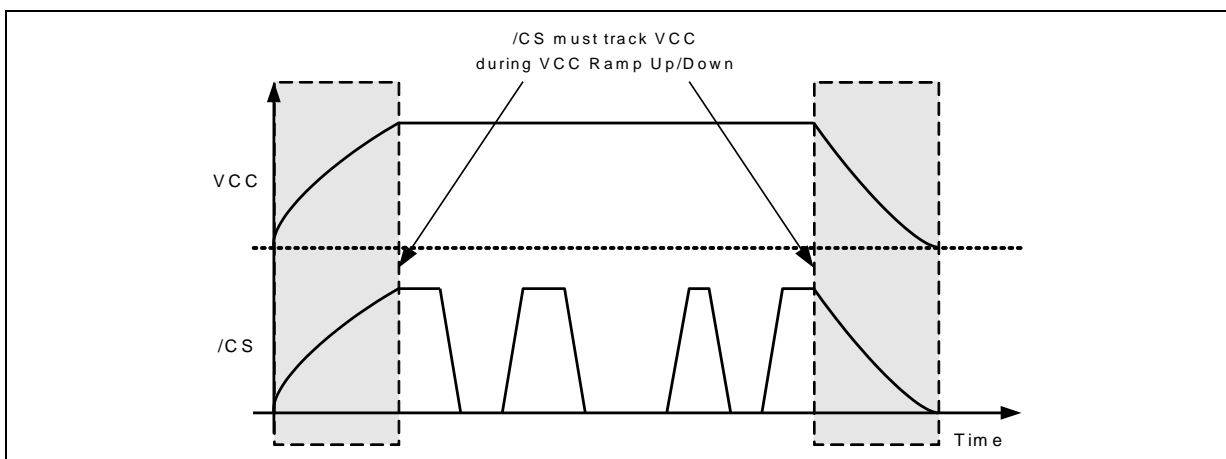 /CS must track VCC
during VCC Ramp Up/Down
VCC
/CS
Time